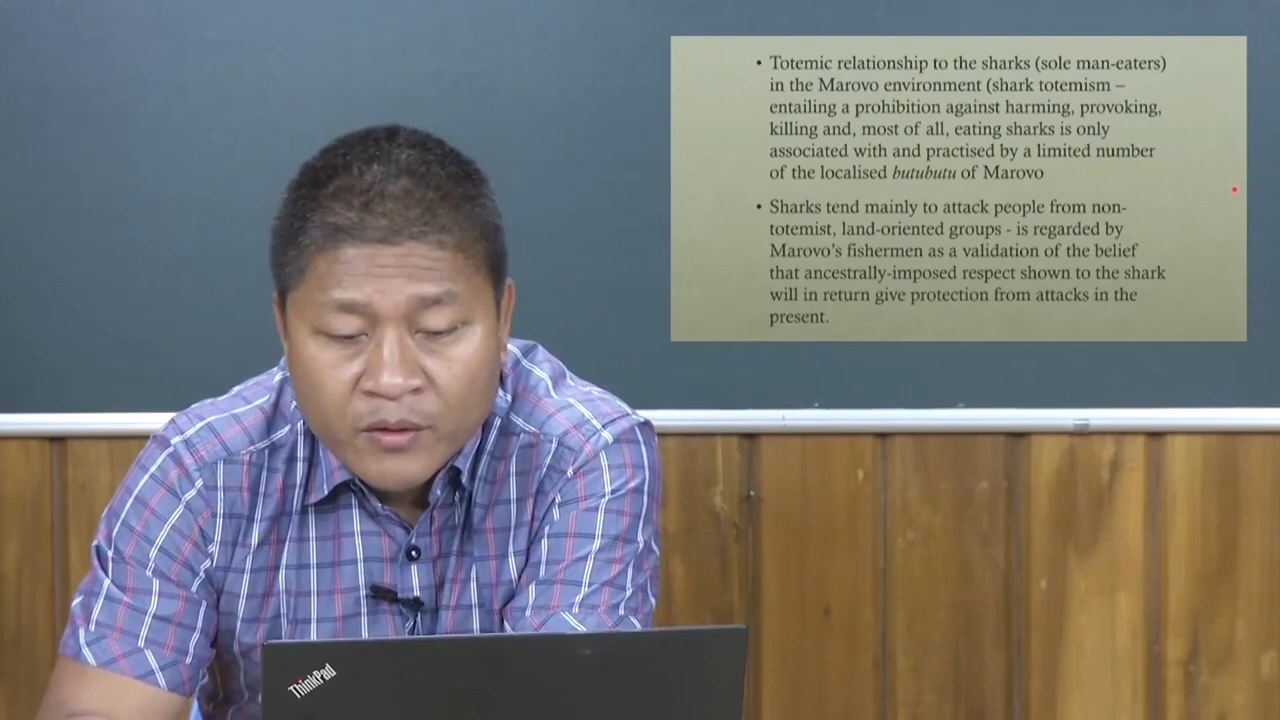 • Totemic relationship to the sharks (sole man-eaters)
in the Marovo environment (shark totemism –
entailing a prohibition against harming, provoking,
killing and, most of all, eating sharks is only
associated with and practised by a limited number
of the localised butubutu of Marovo
• Sharks tend mainly to attack people from non-
totemist, land-oriented groups - is regarded by
Marovo's fishermen as a validation of the belief
that ancestrally-imposed respect shown to the shark
will in return give protection from attacks in the
present.
ThinkPad